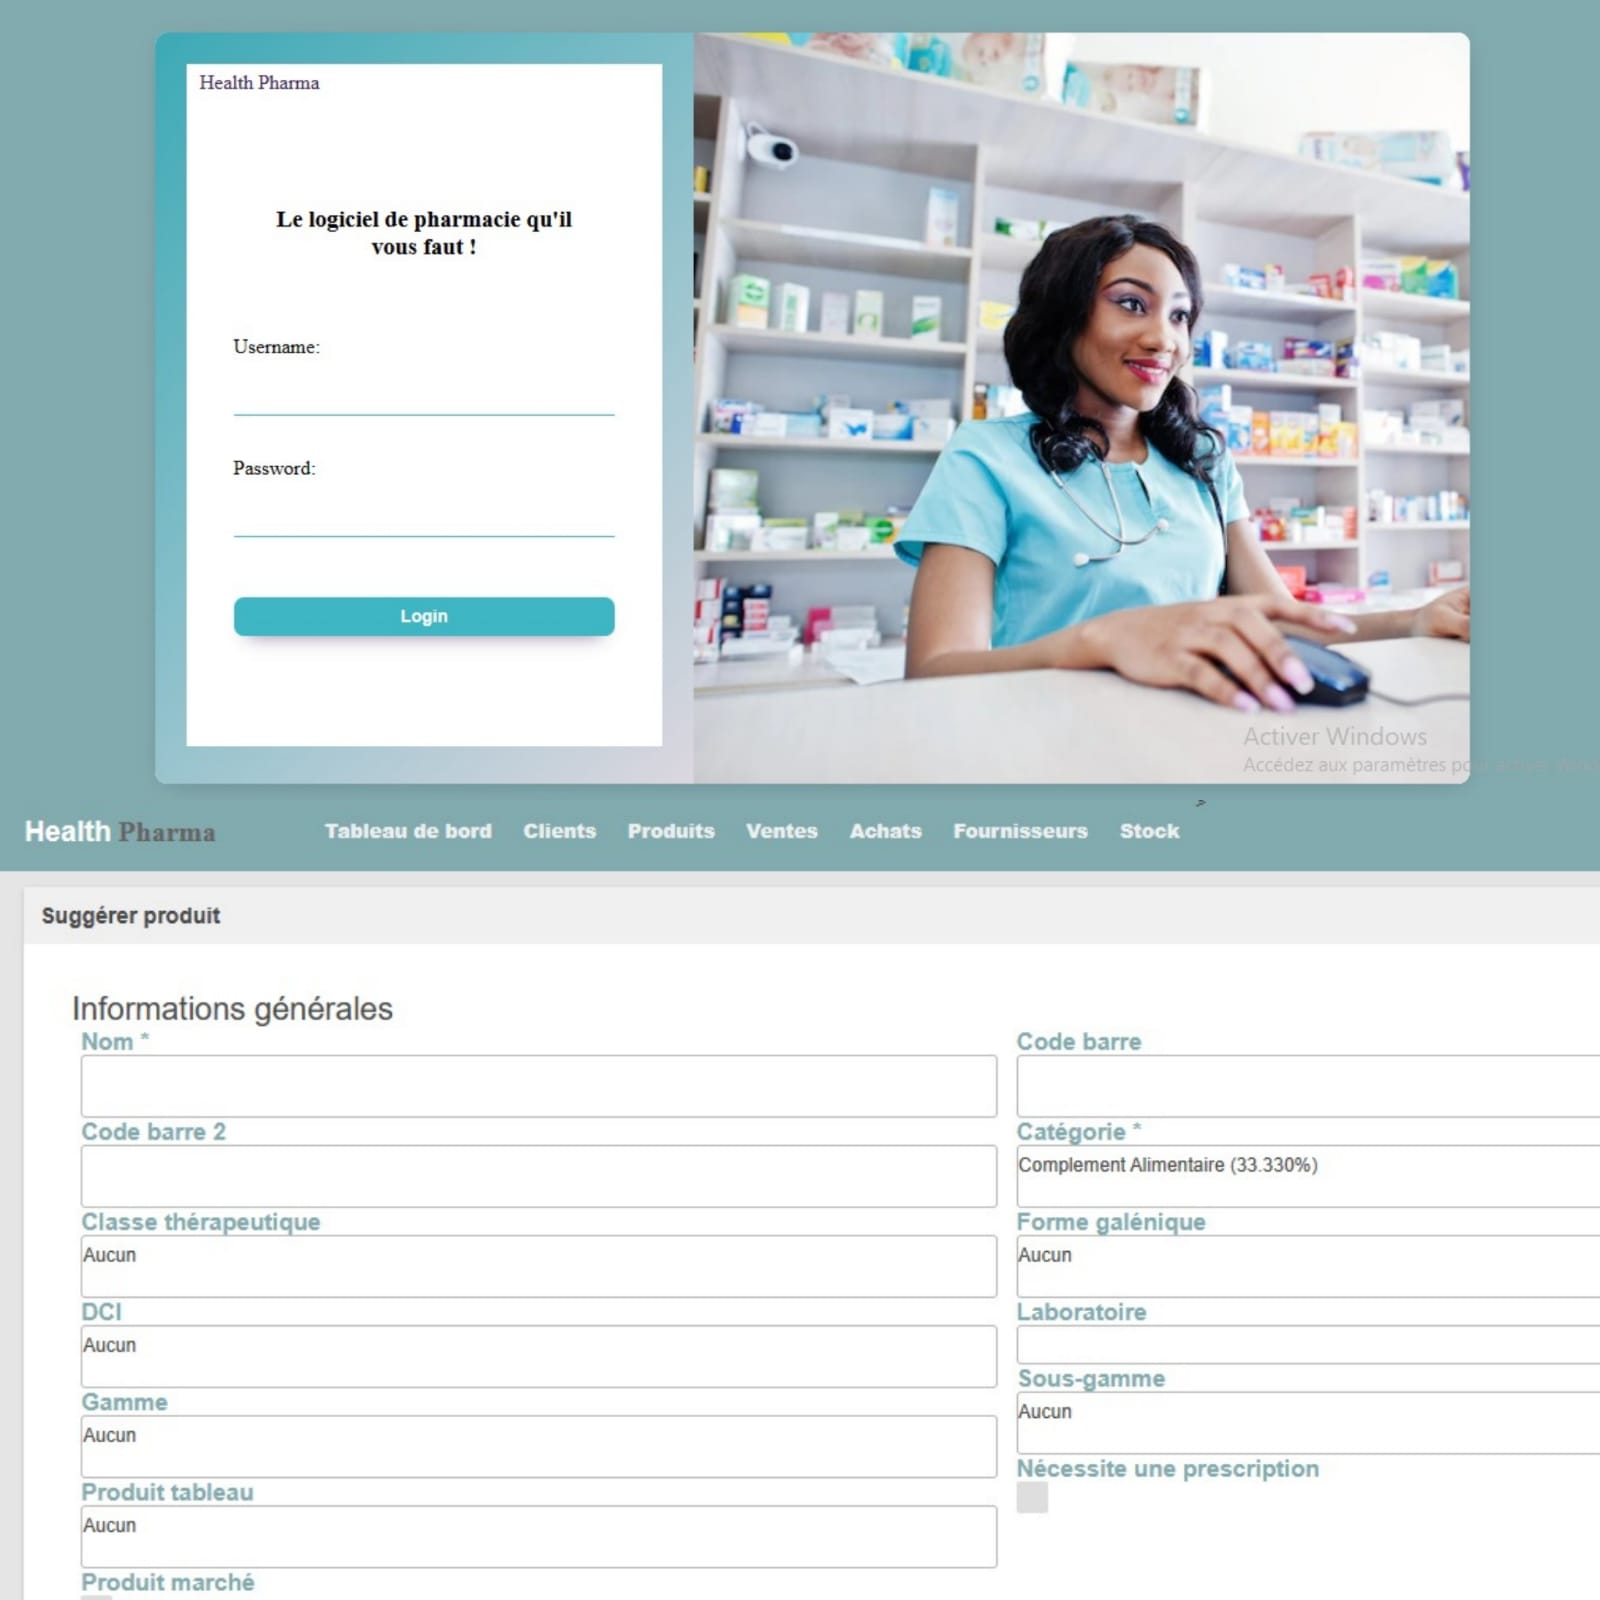 Health Pharma
Le logiciel de pharmacie qu'il
vous faut !
Username:
Password:
Login
Activer Windows
Accédez aux paramètres pour activer
Health Pharma
Tableau de bord Clients Produits Ventes Achats Fournisseurs Stock
Suggérer produit
Informations générales
Nom * Code barre
Code barre 2 Catégorie *
Complement Alimentaire (33.330%)
Classe thérapeutique Forme galénique
Aucun Aucun
DCI Laboratoire
Aucun
Sous-gamme
Gamme
Aucun
Aucun
Nécessite une prescription
Produit tableau
Aucun
Produit marché